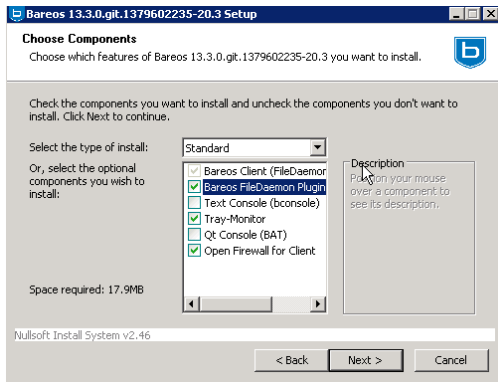 Bareos 13.3.0.git.1379602235-20.3 Setup
Choose Components
Choose which features of Bareos 13.3.0.git.1379602235-20.3 you want to install.
Check the components you want to install and uncheck the components you don't want to
install. Click Next to continue.
Select the type of install:
Standard
Or, select the optional
components you wish to
install:
Bareos Client (FileDaemor
Bareos FileDaemon Plugin
Text Console (bconsole)
Tray-Monitor
Qt Console (BAT)
Open Firewall for Client
Description
Position your mouse
over a component to
see its description.
Space required: 17.9MB
Nullsoft Install System v2.46
< Back
Next >
Cancel